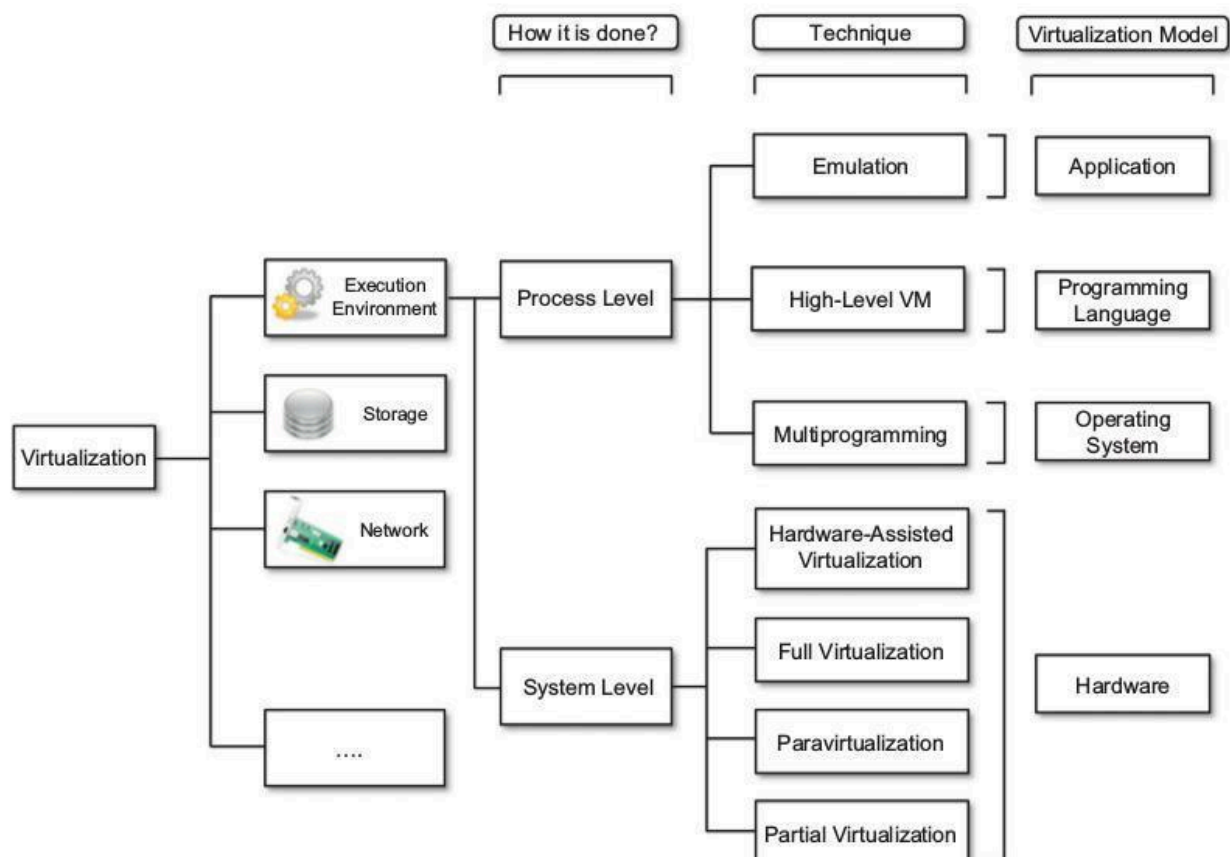 How it is done?
Technique
Virtualization Model
Emulation
Application
Execution
Environment
Process Level
High-Level VM
Programming
Language
Storage
Multiprogramming
Operating
System
Virtualization
Network
Hardware-Assisted
Virtualization
Full Virtualization
System Level
Hardware
....
Paravirtualization
Partial Virtualization